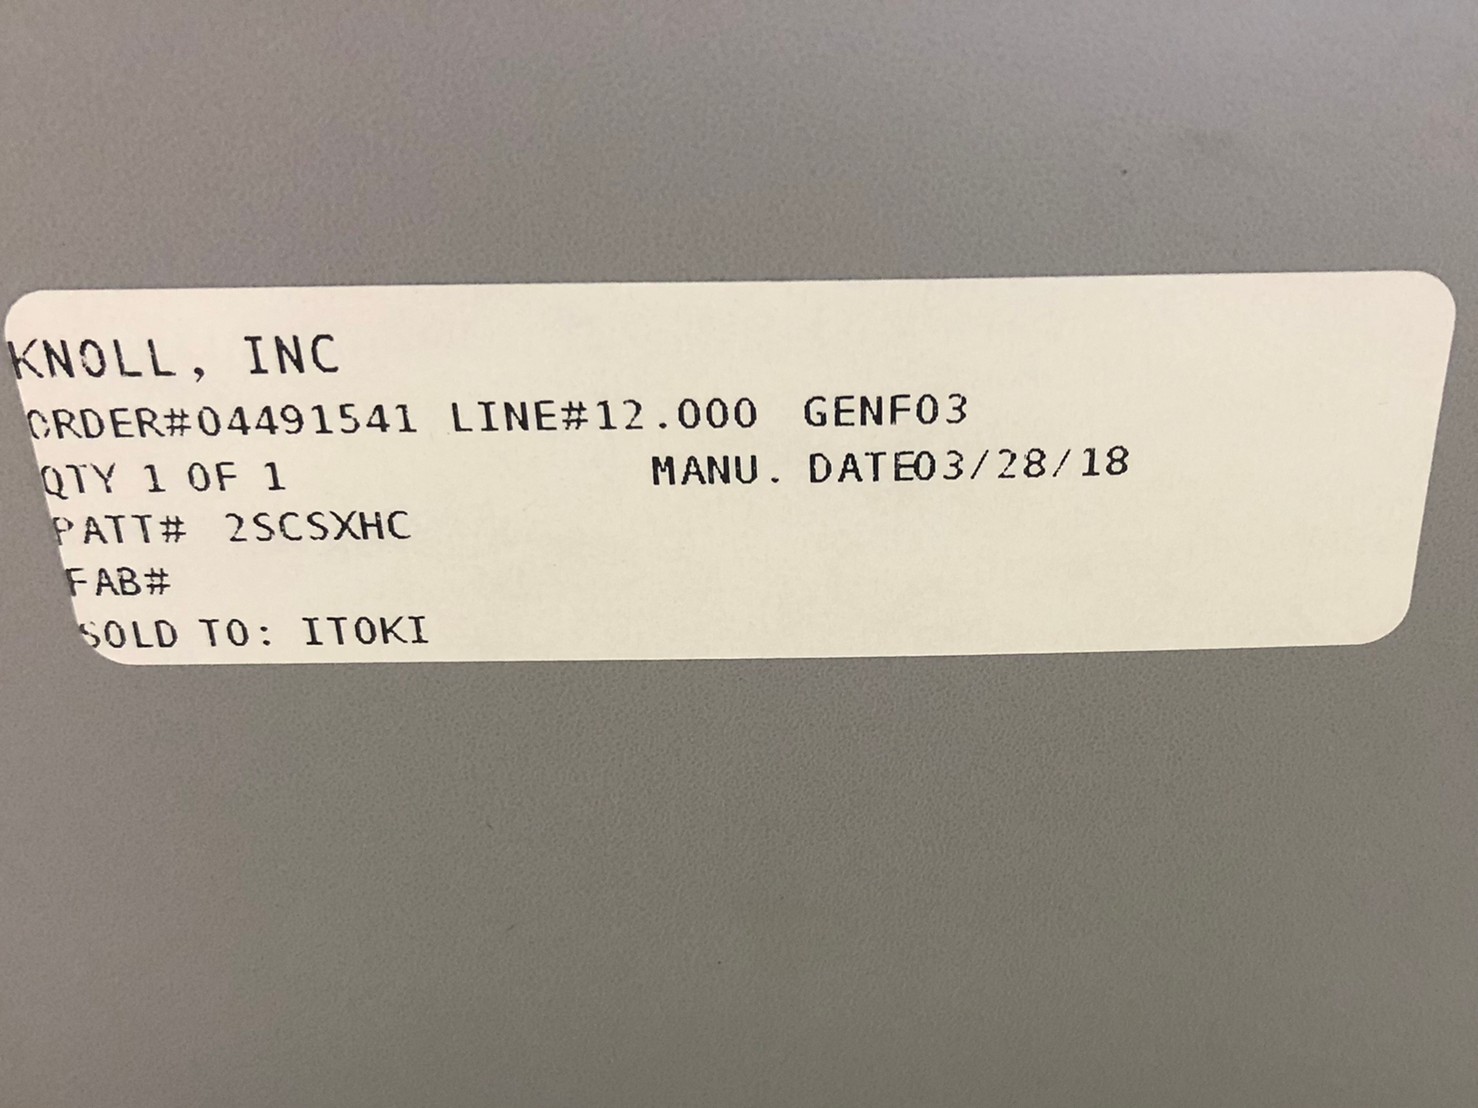 KNOLL, INC
ORDER#04491541 LINE#12.000 GENF03
QTY 1 OF 1 MANU. DATE03/28/18
PATT# 2SCSXHC
FAB#
SOLD TO: ITOKI